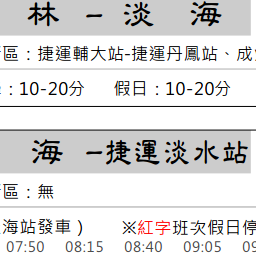 林 – 淡 海
區：捷運輔大站-捷運丹鳳站、成
：10-20分 假日：10-20分
海 –捷運淡水站
區：無
海站發車） ※紅字班次假日停
07:50 08:15 08:40 09:05 09